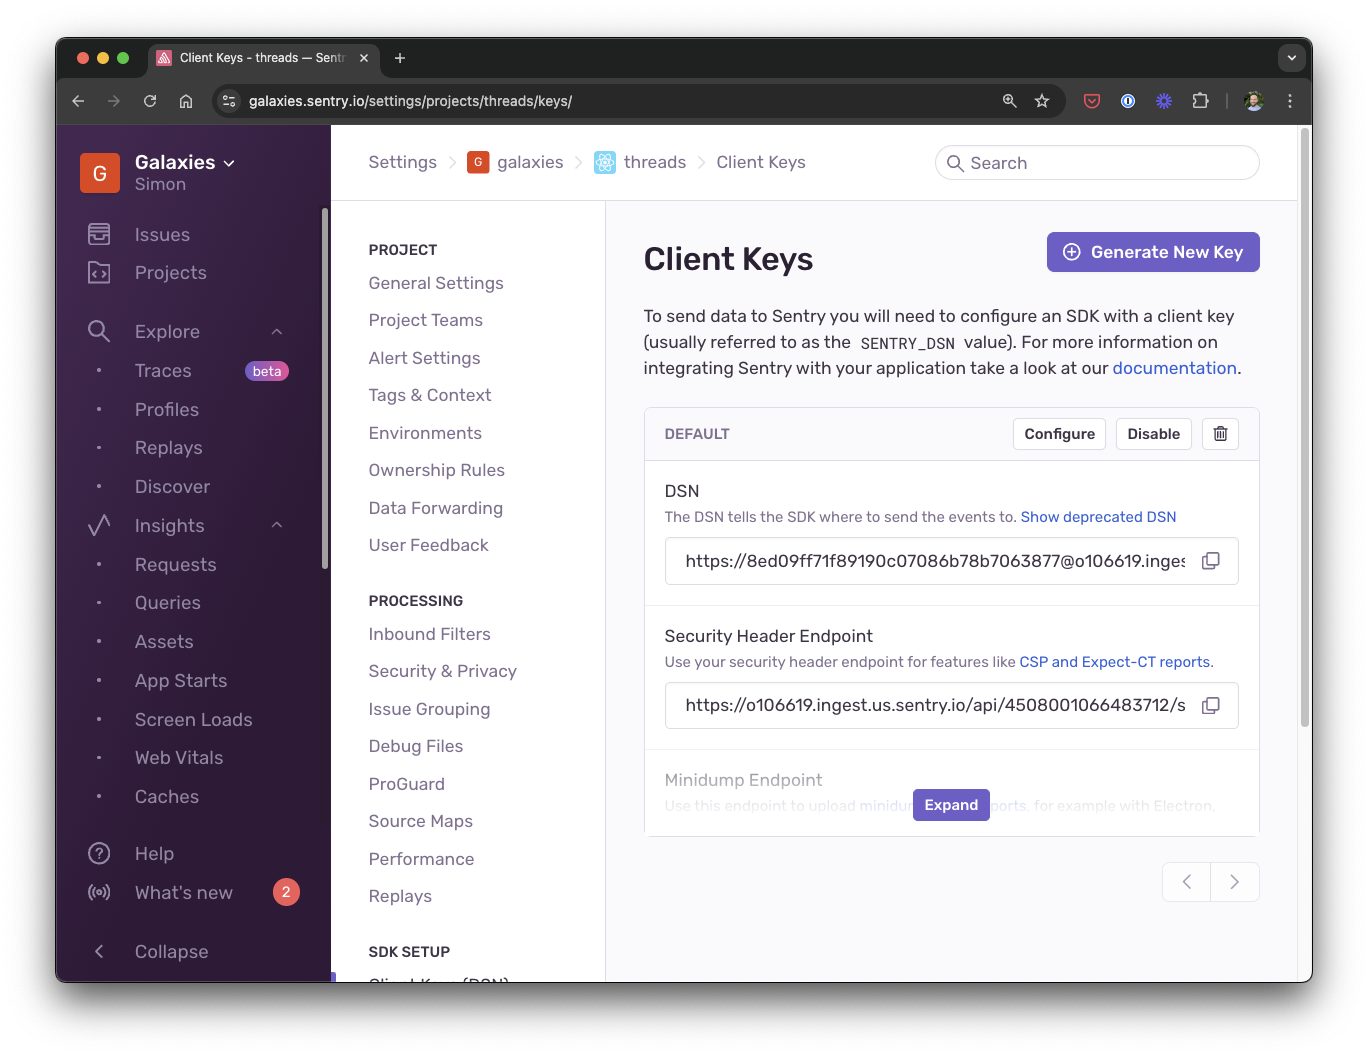 Client Keys - threads — Sentr
galaxies.sentry.io/settings/projects/threads/keys/
G
Galaxies
Simon
Issues
Projects
Explore
Traces
beta
Profiles
Replays
Discover
Insights
Requests
Queries
Assets
App Starts
Screen Loads
Web Vitals
Caches
Help
What's new
2
Collapse
Settings
G
galaxies
threads
Client Keys
Search
PROJECT
General Settings
Project Teams
Alert Settings
Tags & Context
Environments
Ownership Rules
Data Forwarding
User Feedback
PROCESSING
Inbound Filters
Security & Privacy
Issue Grouping
Debug Files
ProGuard
Source Maps
Performance
Replays
SDK SETUP
Client Keys (DSN)
Client Keys
Generate New Key
To send data to Sentry you will need to configure an SDK with a client key
(usually referred to as the SENTRY_DSN value). For more information on
integrating Sentry with your application take a look at our documentation.
DEFAULT
Configure
Disable
DSN
The DSN tells the SDK where to send the events to. Show deprecated DSN
https://8ed09ff71f89190c07086b78b7063877@o106619.inges
Security Header Endpoint
Use your security header endpoint for features like CSP and Expect-CT reports.
https://o106619.ingest.us.sentry.io/api/4508001066483712/s
Minidump Endpoint
Use this endpoint to upload minidu
Expand
ports, for example with Electron,